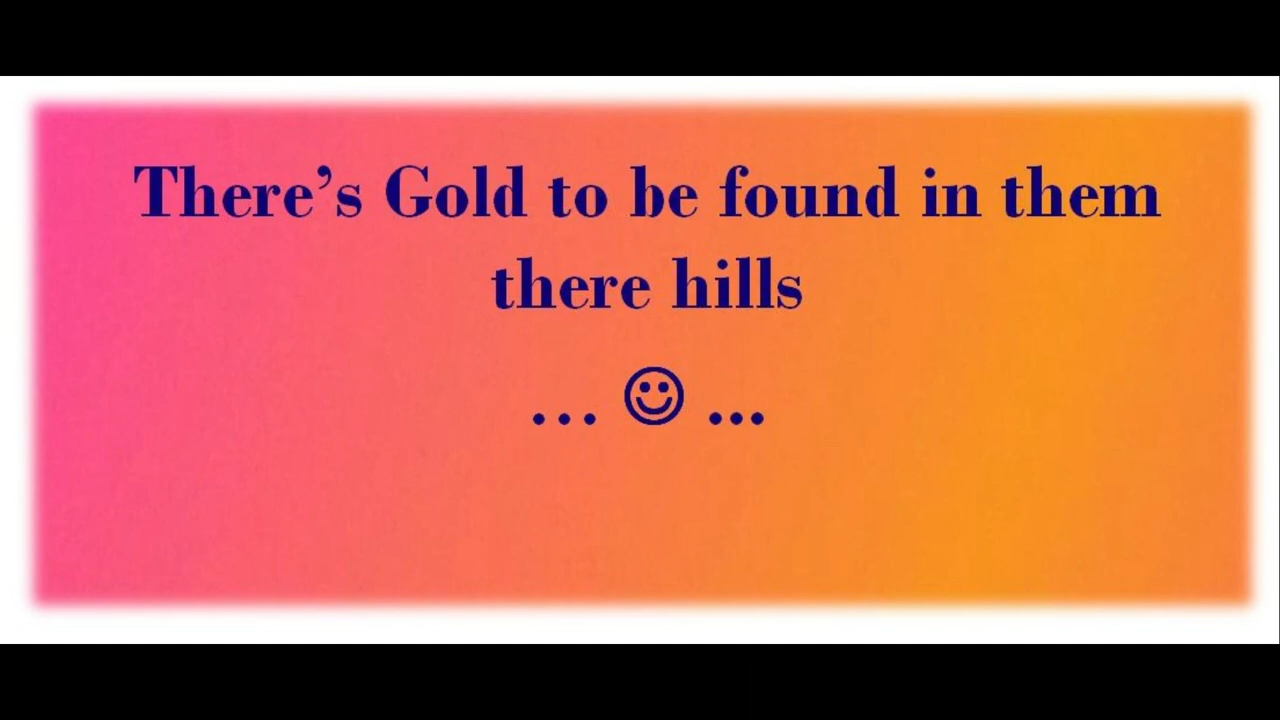 There’s Gold to be found in them
there hills
… ☺ …